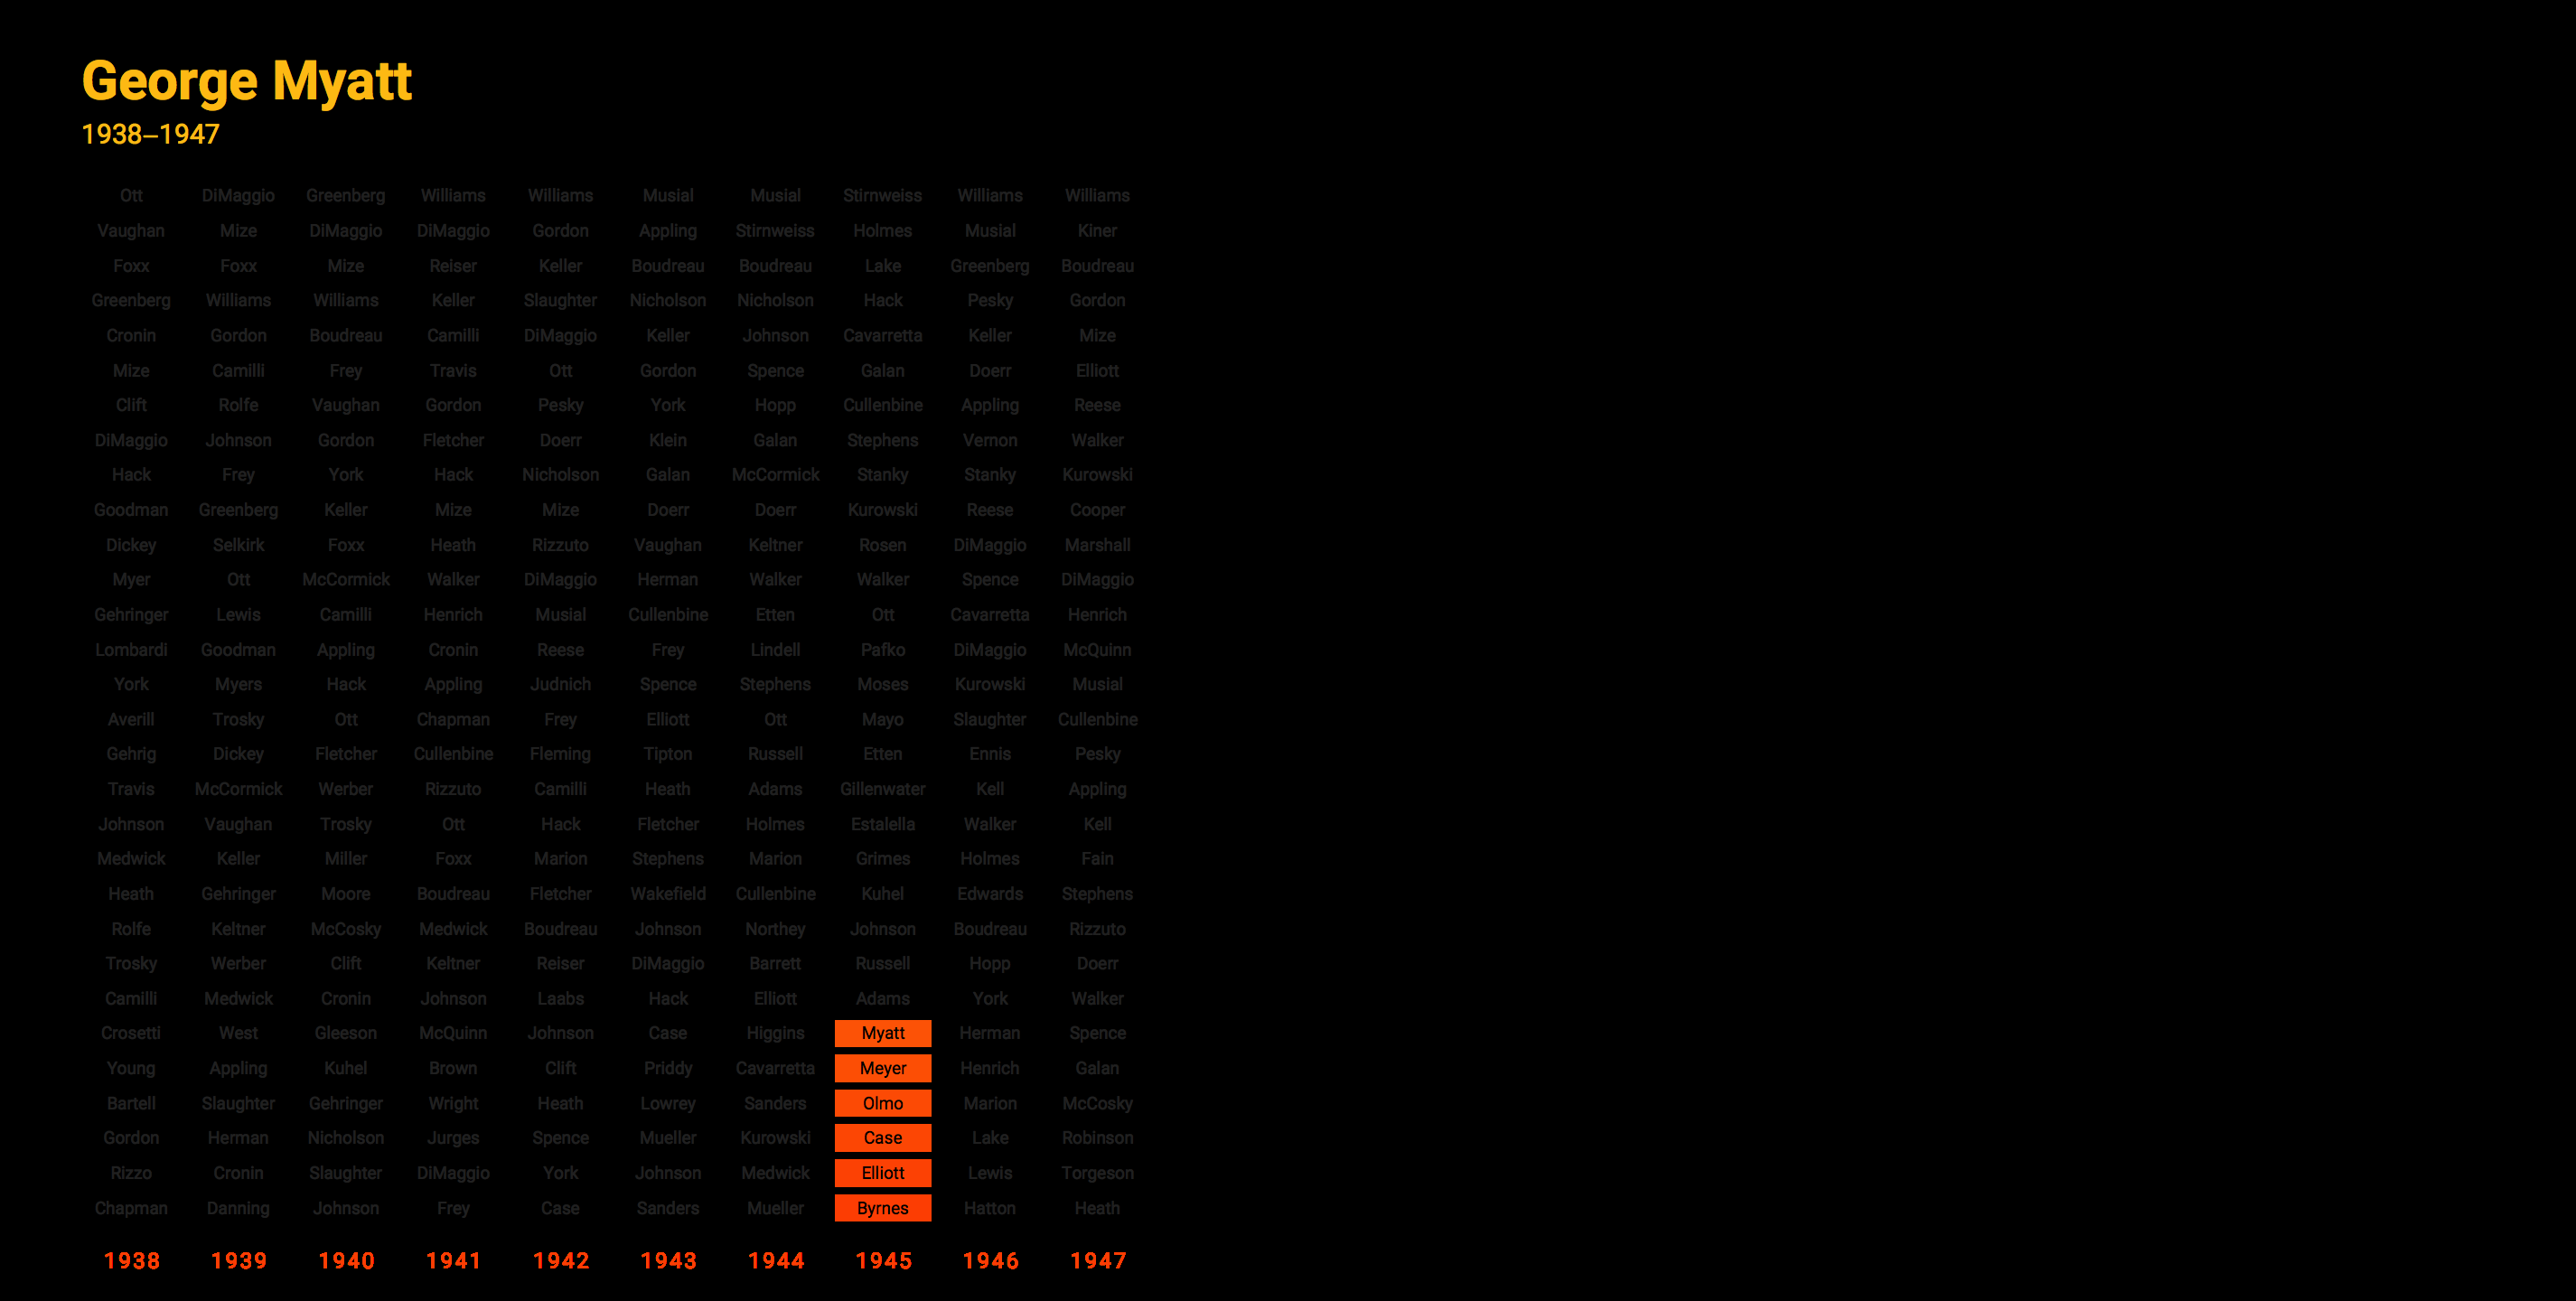 George Myatt
1938–1947
Ott DiMaggio Greenberg Williams Williams Musial Musial Stirnweiss Williams Williams
Vaughan Mize DiMaggio DiMaggio Gordon Appling Stirnweiss Holmes Musial Kiner
Foxx Foxx Mize Reiser Keller Boudreau Boudreau Lake Greenberg Boudreau
Greenberg Williams Williams Keller Slaughter Nicholson Nicholson Hack Pesky Gordon
Cronin Gordon Boudreau Camilli DiMaggio Keller Johnson Cavarretta Keller Mize
Mize Camilli Frey Travis Ott Gordon Spence Galan Doerr Elliott
Clift Rolfe Vaughan Gordon Pesky York Hopp Cullenbine Appling Reese
DiMaggio Johnson Gordon Fletcher Doerr Klein Galan Stephens Vernon Walker
Hack Frey York Hack Nicholson Galan McCormick Stanky Stanky Kurowski
Goodman Greenberg Keller Mize Mize Doerr Doerr Kurowski Reese Cooper
Dickey Selkirk Foxx Heath Rizzuto Vaughan Keltner Rosen DiMaggio Marshall
Myer Ott McCormick Walker DiMaggio Herman Walker Walker Spence DiMaggio
Gehringer Lewis Camilli Henrich Musial Cullenbine Etten Ott Cavarretta Henrich
Lombardi Goodman Appling Cronin Reese Frey Lindell Pafko DiMaggio McQuinn
York Myers Hack Appling Judnich Spence Stephens Moses Kurowski Musial
Averill Trosky Ott Chapman Frey Elliott Ott Mayo Slaughter Cullenbine
Gehrig Dickey Fletcher Cullenbine Fleming Tipton Russell Etten Ennis Pesky
Travis McCormick Werber Rizzuto Camilli Heath Adams Gillenwater Kell Appling
Johnson Vaughan Trosky Ott Hack Fletcher Holmes Estalella Walker Kell
Medwick Keller Miller Foxx Marion Stephens Marion Grimes Holmes Fain
Heath Gehringer Moore Boudreau Fletcher Wakefield Cullenbine Kuhel Edwards Stephens
Rolfe Keltner McCosky Medwick Boudreau Johnson Northey Johnson Boudreau Rizzuto
Trosky Werber Clift Keltner Reiser DiMaggio Barrett Russell Hopp Doerr
Camilli Medwick Cronin Johnson Laabs Hack Elliott Adams York Walker
Crosetti West Gleeson McQuinn Johnson Case Higgins Myatt Herman Spence
Young Appling Kuhel Brown Clift Priddy Cavarretta Meyer Henrich Galan
Bartell Slaughter Gehringer Wright Heath Lowrey Sanders Olmo Marion McCosky
Gordon Herman Nicholson Jurges Spence Mueller Kurowski Case Lake Robinson
Rizzo Cronin Slaughter DiMaggio York Johnson Medwick Elliott Lewis Torgeson
Chapman Danning Johnson Frey Case Sanders Mueller Byrnes Hatton Heath
1938 1939 1940 1941 1942 1943 1944 1945 1946 1947